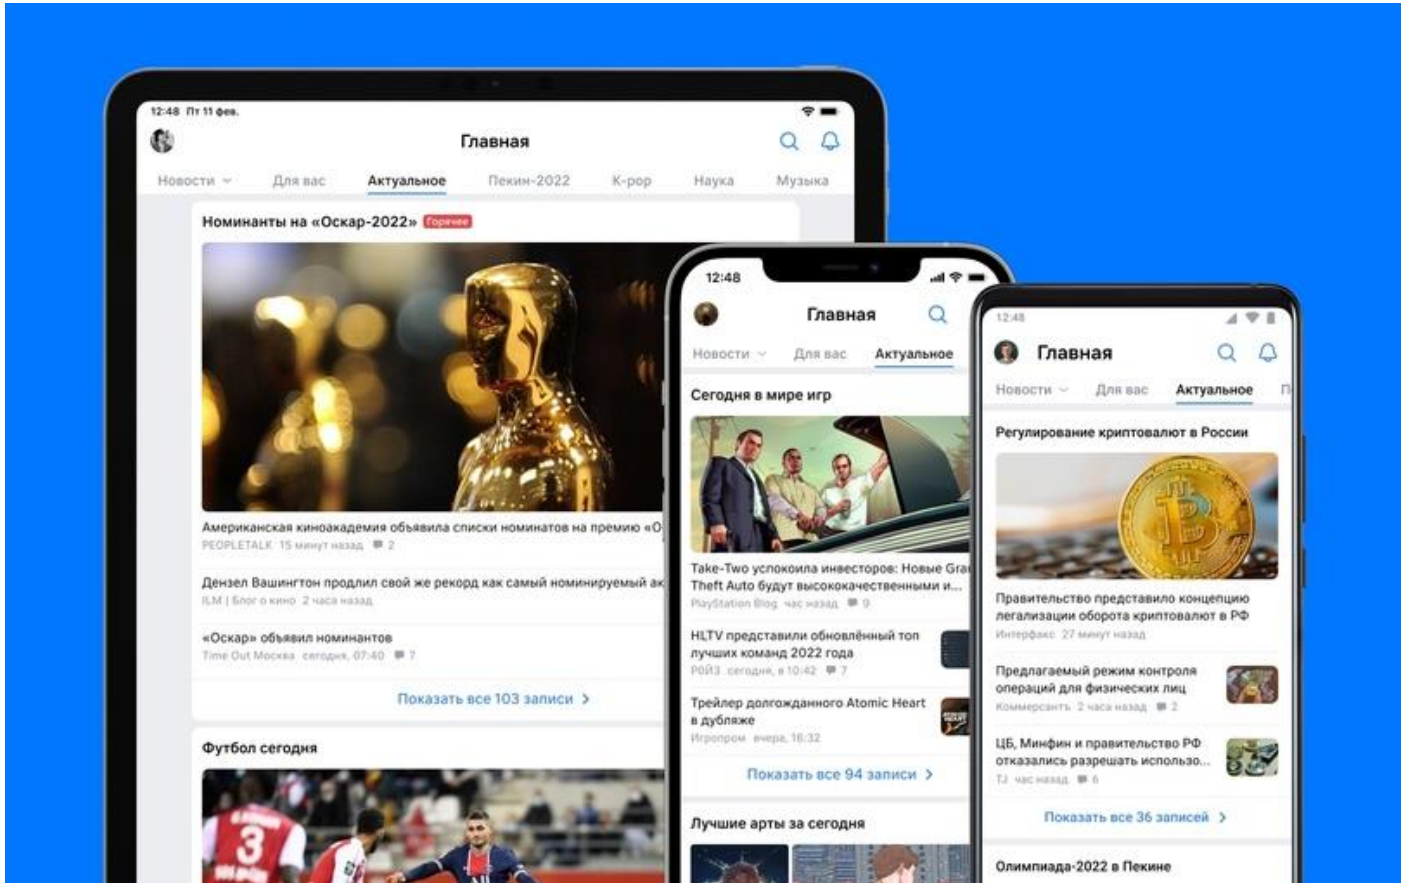 12:48 Пт 11 фев.
Главная
Новости Для вас Актуальное Пекин-2022 K-pop Наука Музыка
Номинанты на «Оскар-2022» Горячее
Американская киноакадемия объявила списки номинатов на премию «О
PEOPLETALK 15 минут назад 2
Дензел Вашингтон продлил свой же рекорд как самый номинируемый ак
ILM | Блог о кино 2 часа назад
«Оскар» объявил номинантов
Time Out Москва сегодня, 07:40 7
Показать все 103 записи
Футбол сегодня
3
12:48
Главная
Новости Для вас Актуальное
Сегодня в мире игр
Take-Two успокоила инвесторов: Новые Gra
Theft Auto будут высококачественными и...
PlayStation Blog час назад 9
HLTV представили обновлённый топ
лучших команд 2022 года
РОЙЗ сегодня, в 10:42 7
Трейлер долгожданного Atomic Heart
в дубляже
Игропром вчера, 16:32
Показать все 94 записи
Лучшие арты за сегодня
12:48
Главная
Новости Для вас Актуальное П
Регулирование криптовалют в России
Правительство представило концепцию
легализации оборота криптовалют в РФ
Интерфакс 27 минут назад
Предлагаемый режим контроля
операций для физических лиц
Коммерсантъ 2 часа назад 2
ЦБ, Минфин и правительство РФ
отказались разрешать использо...
TJ час назад 6
Показать все 36 записей
Олимпиада-2022 в Пекине